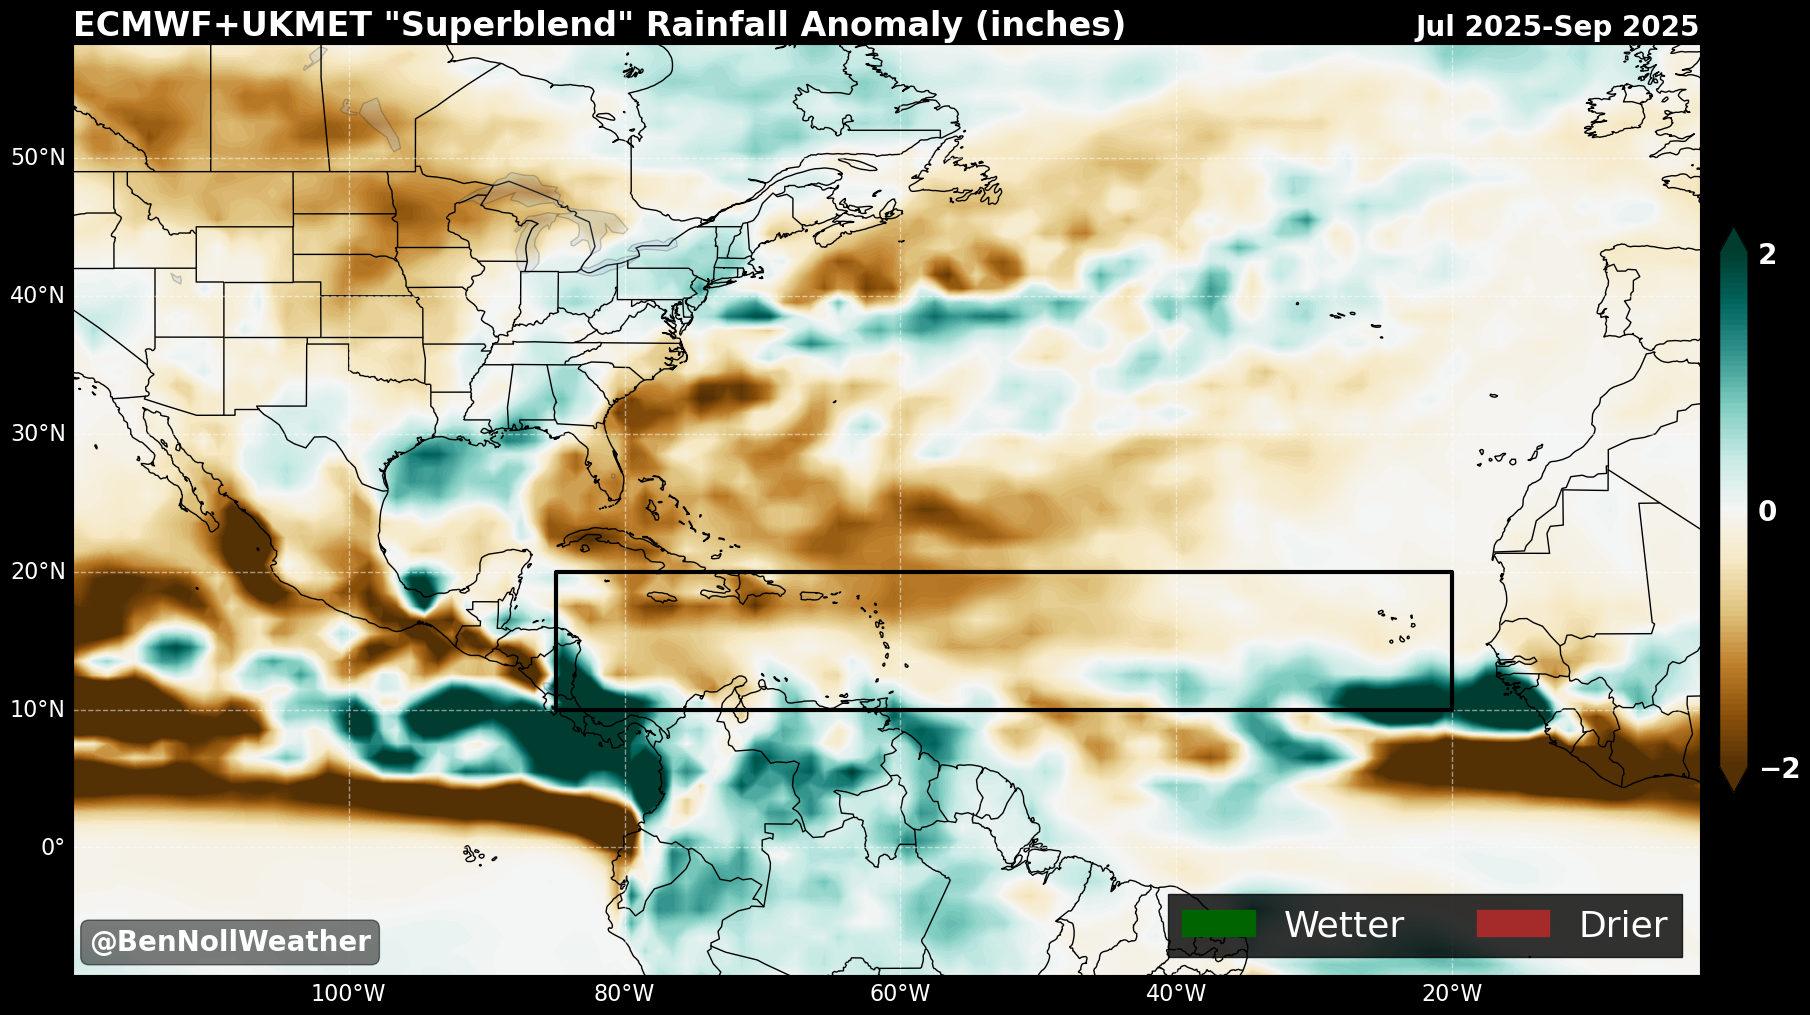 ECMWF+UKMET "Superblend" Rainfall Anomaly (inches)
Jul 2025-Sep 2025
50°N
40°N
30°N
20°N
10°N
0°
2
0
−2
@BenNollWeather
Wetter
Drier
100°W
80°W
60°W
40°W
20°W